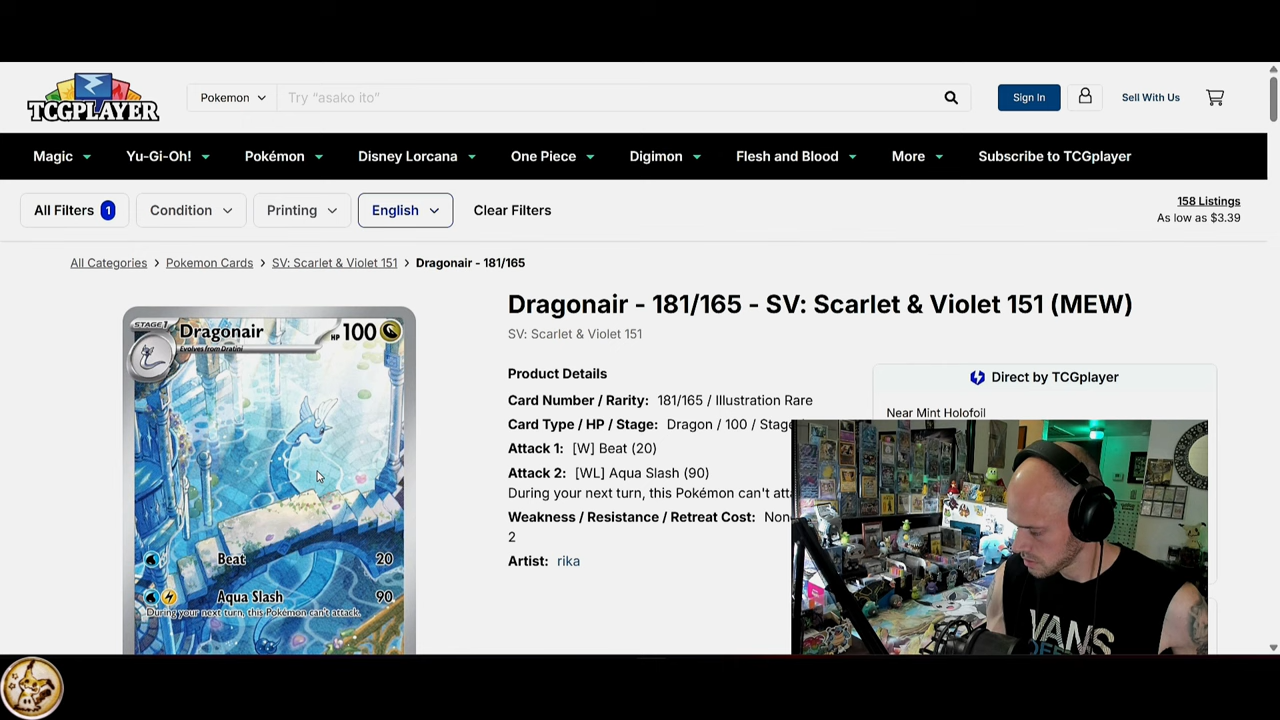 TCGPLAYER
Pokemon
Try “asako ito”
Sign In
Sell With Us
Magic
Yu-Gi-Oh!
Pokémon
Disney Lorcana
One Piece
Digimon
Flesh and Blood
More
Subscribe to TCGplayer
All Filters 1
Condition
Printing
English
Clear Filters
158 Listings
As low as $3.39
All Categories > Pokemon Cards > SV: Scarlet & Violet 151 > Dragonair - 181/165
STAGE 1
Dragonair
HP 100
Evolves from Dratini
Beat 20
Aqua Slash 90
During your next turn, this Pokémon can't attack.
Dragonair - 181/165 - SV: Scarlet & Violet 151 (MEW)
SV: Scarlet & Violet 151
Product Details
Card Number / Rarity: 181/165 / Illustration Rare
Card Type / HP / Stage: Dragon / 100 / Stage
Attack 1: [W] Beat (20)
Attack 2: [WL] Aqua Slash (90)
During your next turn, this Pokémon can't att
Weakness / Resistance / Retreat Cost: Non
2
Artist: rika
Direct by TCGplayer
Near Mint Holofoil
VANS